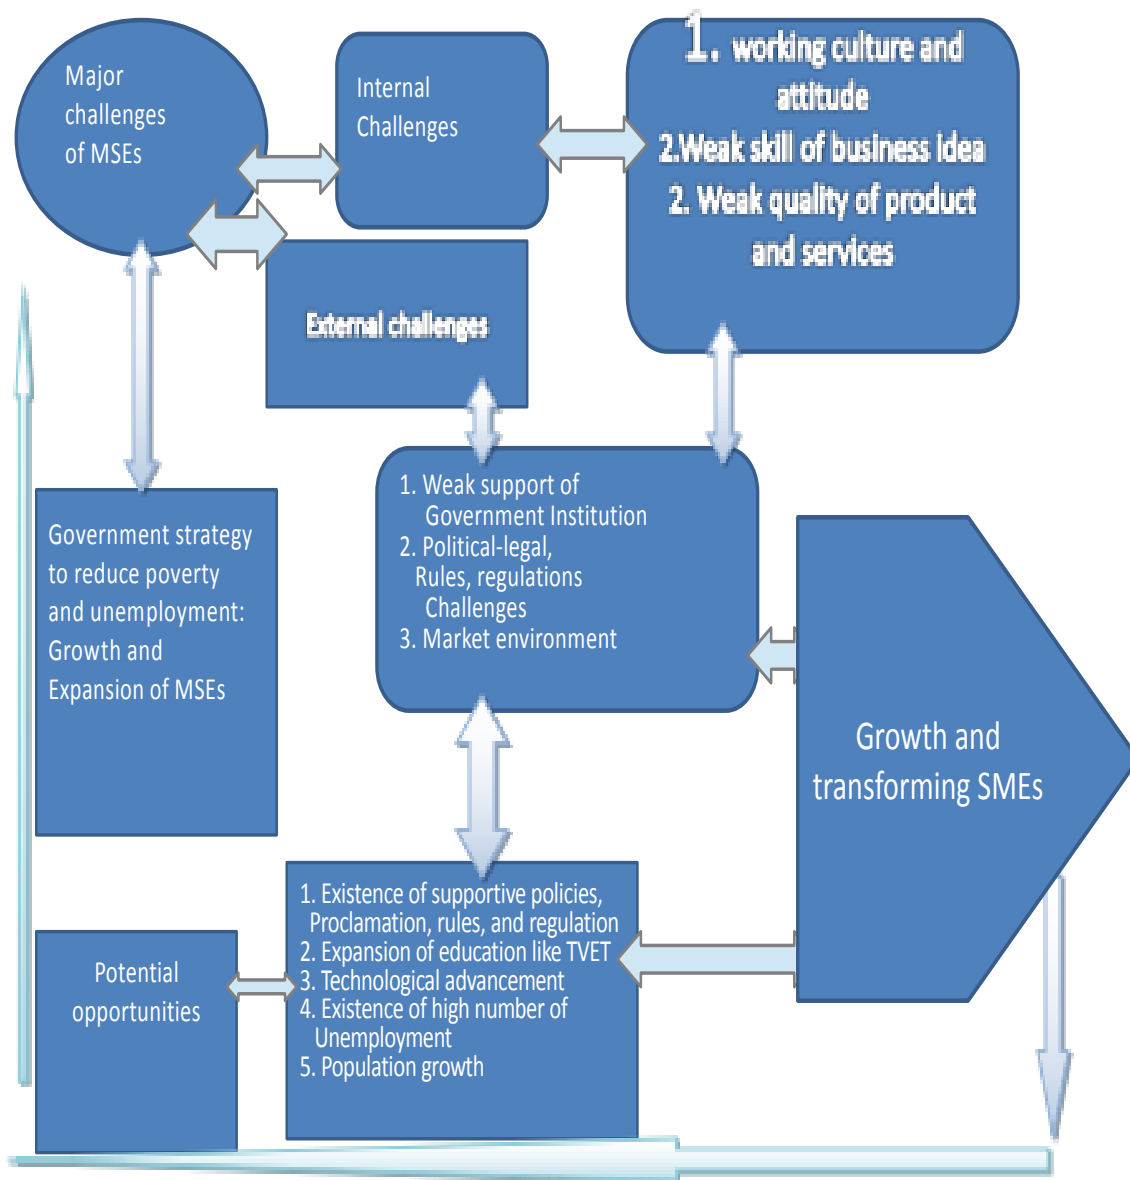 Major
challenges
of MSEs
Internal
Challenges
1. working culture and
attitude
2.Weak skill of business idea
2. Weak quality of product
and services
External challenges
1. Weak support of
Government Institution
2. Political-legal,
Rules, regulations
Challenges
3. Market environment
Government strategy
to reduce poverty
and unemployment:
Growth and
Expansion of MSEs
Growth and
transforming SMEs
1. Existence of supportive policies,
Proclamation, rules, and regulation
2. Expansion of education like TVET
3. Technological advancement
4. Existence of high number of
Unemployment
5. Population growth
Potential
opportunities